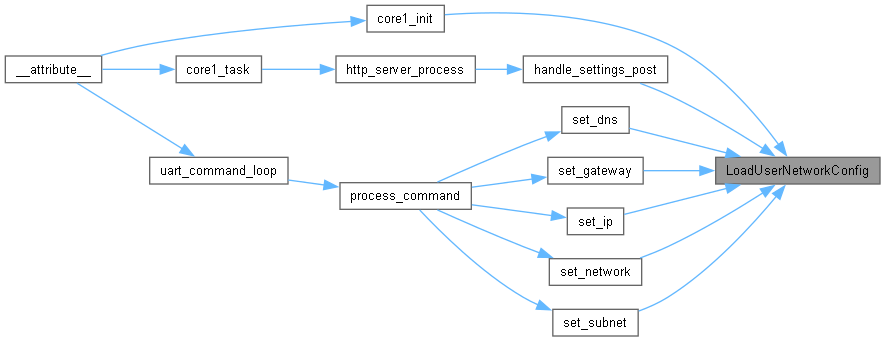 core1_init
__attribute__
core1_task
http_server_process
handle_settings_post
set_dns
uart_command_loop
set_gateway
LoadUserNetworkConfig
process_command
set_ip
set_network
set_subnet